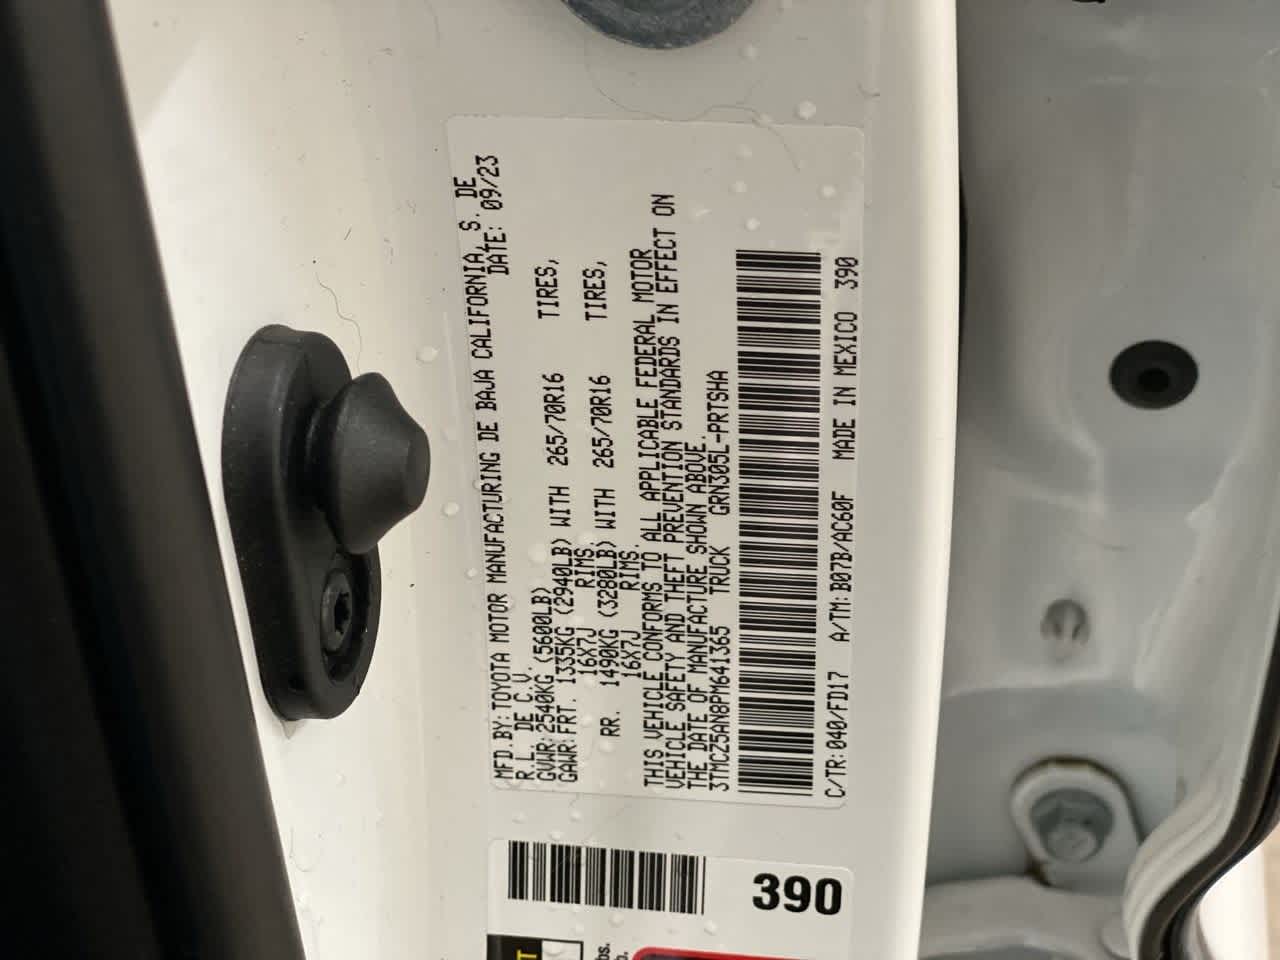 MFD.BY: TOYOTA MOTOR MANUFACTURING DE BAJA CALIFORNIA, S. DE
R.L. DE C.V. DATE: 09/23
GVWR: 2540KG (5600LB)
GAWR: FRT. 1335KG (2940LB) WITH 265/70R16 TIRES,
16X7J RIMS.
RR. 1490KG (3280LB) WITH 265/70R16 TIRES,
16X7J RIMS.
THIS VEHICLE CONFORMS TO ALL APPLICABLE FEDERAL MOTOR
VEHICLE SAFETY AND THEFT PREVENTION STANDARDS IN EFFECT ON
THE DATE OF MANUFACTURE SHOWN ABOVE.
3TMCZ5AN8PM641365 TRUCK GRN305L-PRTSHA
C/TR: 040/FD17 A/TM: B07B/AC60F MADE IN MEXICO 390
390